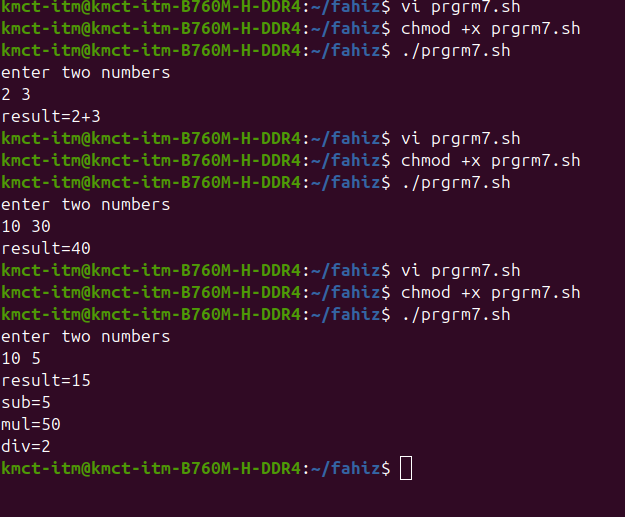 kmct-itm@kmct-itm-B760M-H-DDR4:~/fahiz$ vi prgrm7.sh
kmct-itm@kmct-itm-B760M-H-DDR4:~/fahiz$ chmod +x prgrm7.sh
kmct-itm@kmct-itm-B760M-H-DDR4:~/fahiz$ ./prgrm7.sh
enter two numbers
2 3
result=2+3
kmct-itm@kmct-itm-B760M-H-DDR4:~/fahiz$ vi prgrm7.sh
kmct-itm@kmct-itm-B760M-H-DDR4:~/fahiz$ chmod +x prgrm7.sh
kmct-itm@kmct-itm-B760M-H-DDR4:~/fahiz$ ./prgrm7.sh
enter two numbers
10 30
result=40
kmct-itm@kmct-itm-B760M-H-DDR4:~/fahiz$ vi prgrm7.sh
kmct-itm@kmct-itm-B760M-H-DDR4:~/fahiz$ chmod +x prgrm7.sh
kmct-itm@kmct-itm-B760M-H-DDR4:~/fahiz$ ./prgrm7.sh
enter two numbers
10 5
result=15
sub=5
mul=50
div=2
kmct-itm@kmct-itm-B760M-H-DDR4:~/fahiz$